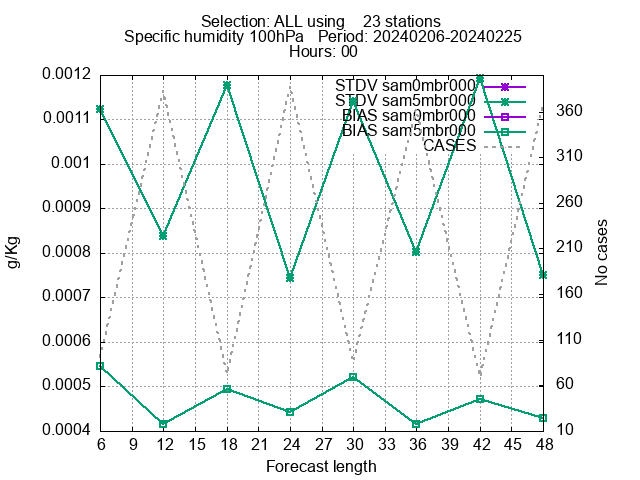 Selection: ALL using    23 stations
Specific humidity 100hPa   Period: 20240206-20240225
Hours: 00
STDV sam0mbr000
STDV sam5mbr000
BIAS sam0mbr000
BIAS sam5mbr000
CASES
0.0012
0.0011
0.001
0.0009
0.0008
0.0007
0.0006
0.0005
0.0004
g/Kg
360
310
260
210
160
110
60
10
No cases
6 9 12 15 18 21 24 27 30 33 36 39 42 45 48
Forecast length